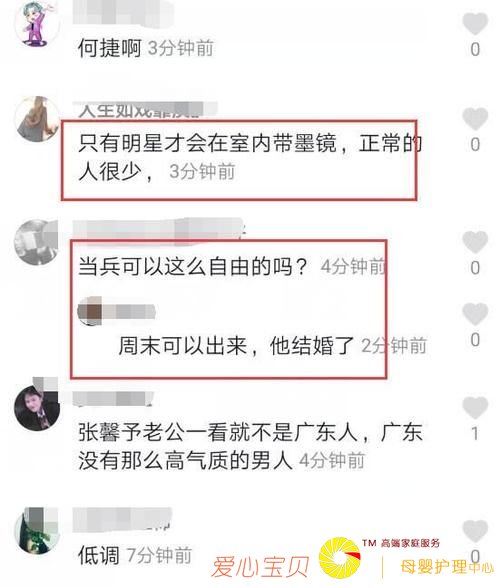 何捷啊 3分钟前
0
人生如戏靠演
0
只有明星才会在室内带墨镜，正常的
人很少， 3分钟前
0
当兵可以这么自由的吗？ 4分钟前
0
周末可以出来，他结婚了 2分钟前
张馨予老公一看就不是广东人，广东
1
没有那么高气质的男人 4分钟前
0
低调 7分钟前
爱心宝贝
TM 高端家庭服务
母婴护理中心